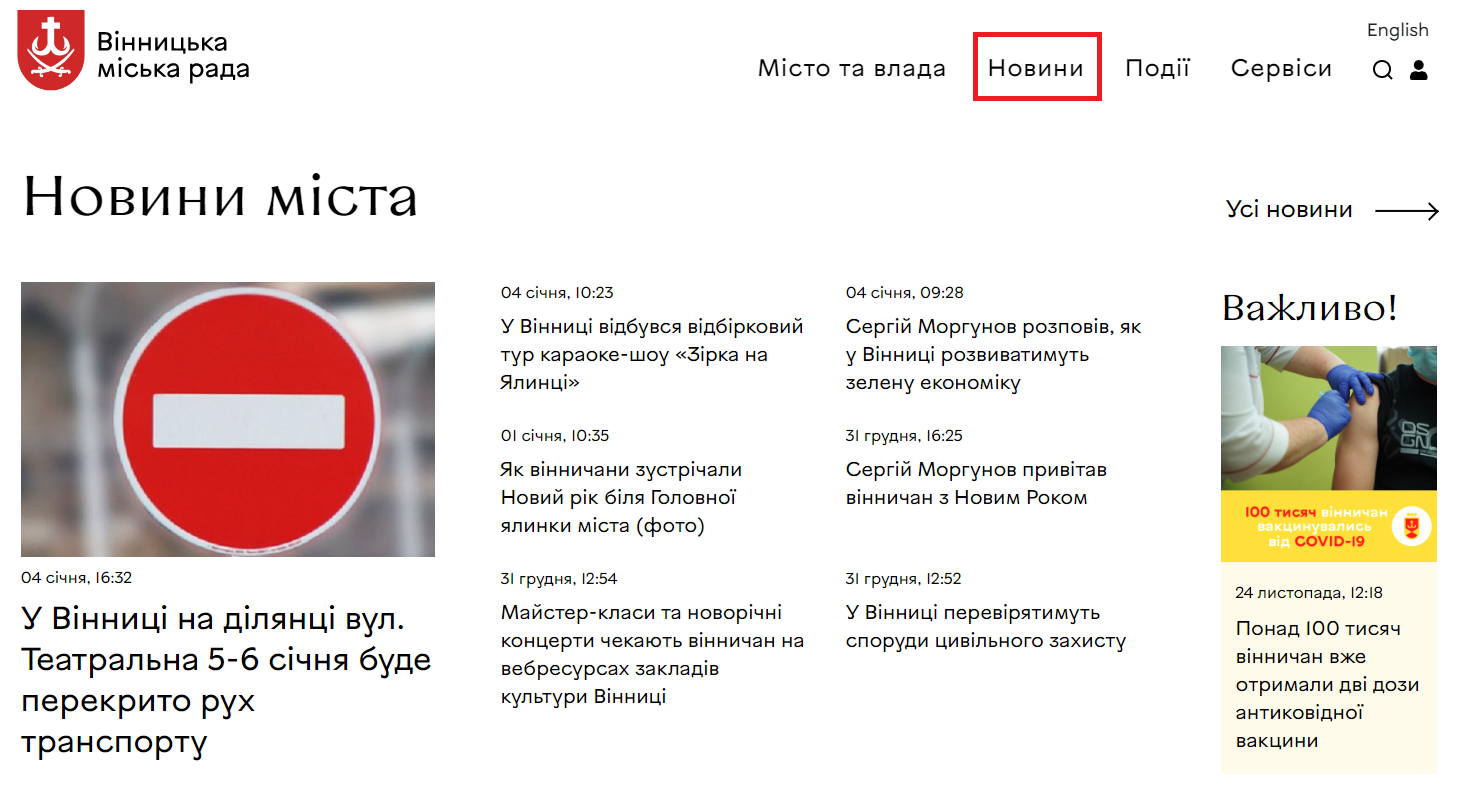 Вінницька
міська рада
English
Місто та влада
Новини
Події
Сервіси
Новини міста
Усі новини
04 січня, 16:32
У Вінниці на ділянці вул.
Театральна 5-6 січня буде
перекрито рух
транспорту
04 січня, 10:23
У Вінниці відбувся відбірковий
тур караоке-шоу «Зірка на
Ялинці»
04 січня, 09:28
Сергій Моргунов розповів, як
у Вінниці розвиватимуть
зелену економіку
01 січня, 10:35
Як вінничани зустрічали
Новий рік біля Головної
ялинки міста (фото)
31 грудня, 16:25
Сергій Моргунов привітав
вінничан з Новим Роком
31 грудня, 12:54
Майстер-класи та новорічні
концерти чекають вінничан на
вебресурсах закладів
культури Вінниці
31 грудня, 12:52
У Вінниці перевірятимуть
споруди цивільного захисту
Важливо!
100 тисяч вінничан
вакцинувались
від COVID-19
24 листопада, 12:18
Понад 100 тисяч
вінничан вже
отримали дві дози
антиковідної
вакцини